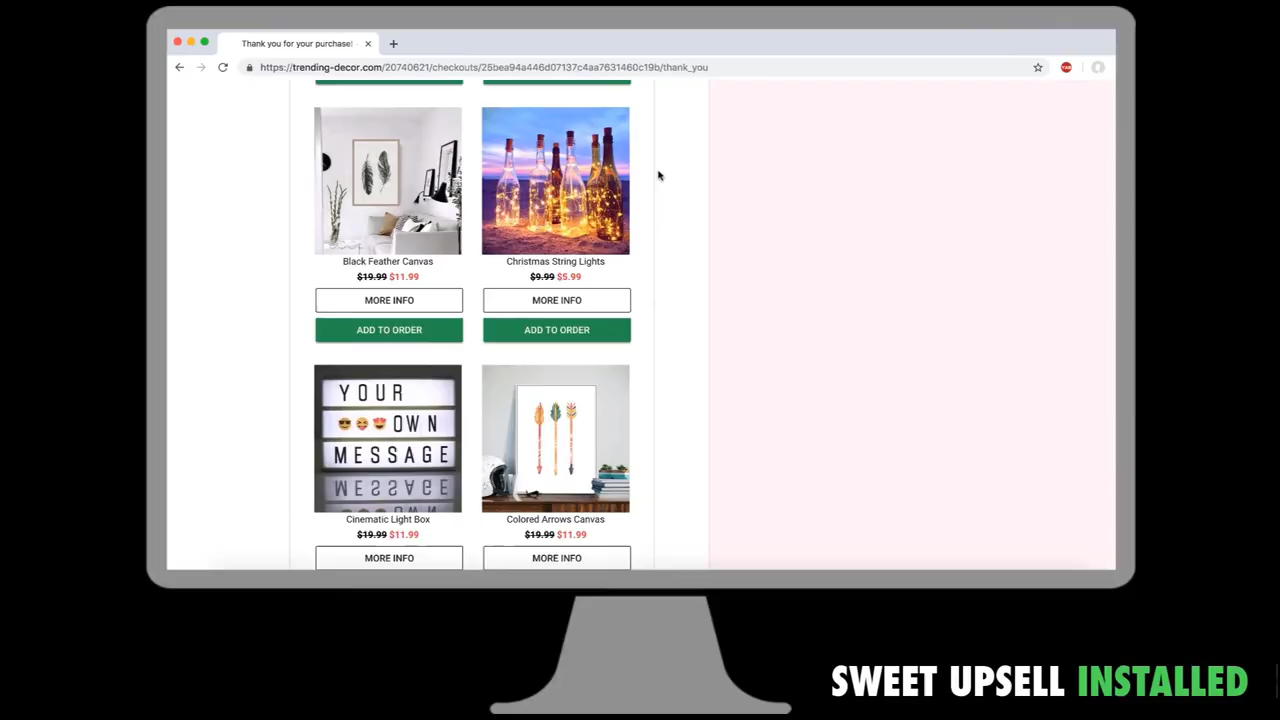 Thank you for your purchase!
https://trending-decor.com/20740621/checkouts/25bea94a446d07137c4aa7631460c19b/thank_you
Black Feather Canvas
$19.99 $11.99
MORE INFO
ADD TO ORDER
Christmas String Lights
$9.99 $5.99
MORE INFO
ADD TO ORDER
YOUR
😎😝😍OWN
MESSAGE
Cinematic Light Box
$19.99 $11.99
MORE INFO
Colored Arrows Canvas
$19.99 $11.99
MORE INFO
SWEET UPSELL INSTALLED